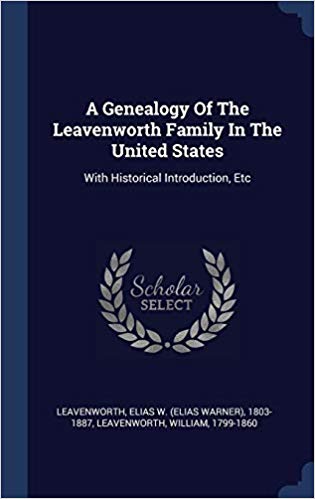 A Genealogy Of The
Leavenworth Family In The
United States
With Historical Introduction, Etc
SCHOLAR
SELECT
LEAVENWORTH, ELIAS W. (ELIAS WARNER), 1803-
1887, LEAVENWORTH, WILLIAM, 1799-1860